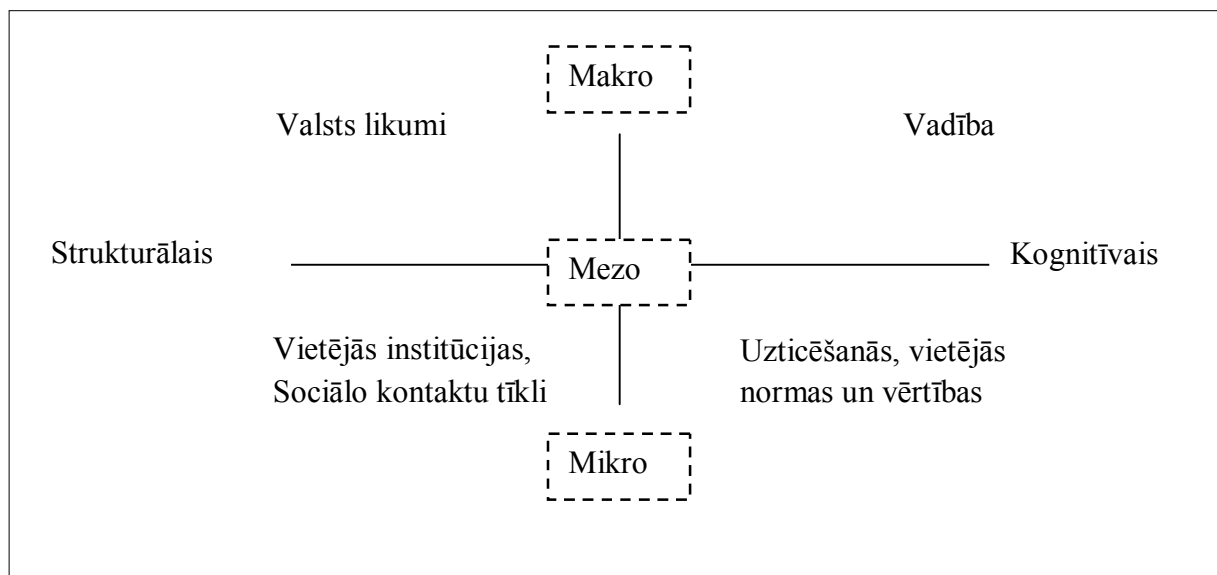 Makro
Valsts likumi
Vadība
Strukturālais
Mezo
Kognitīvais
Vietējās institūcijas,
Sociālo kontaktu tīkli
Uzticēšanās, vietējās
normas un vērtības
Mikro